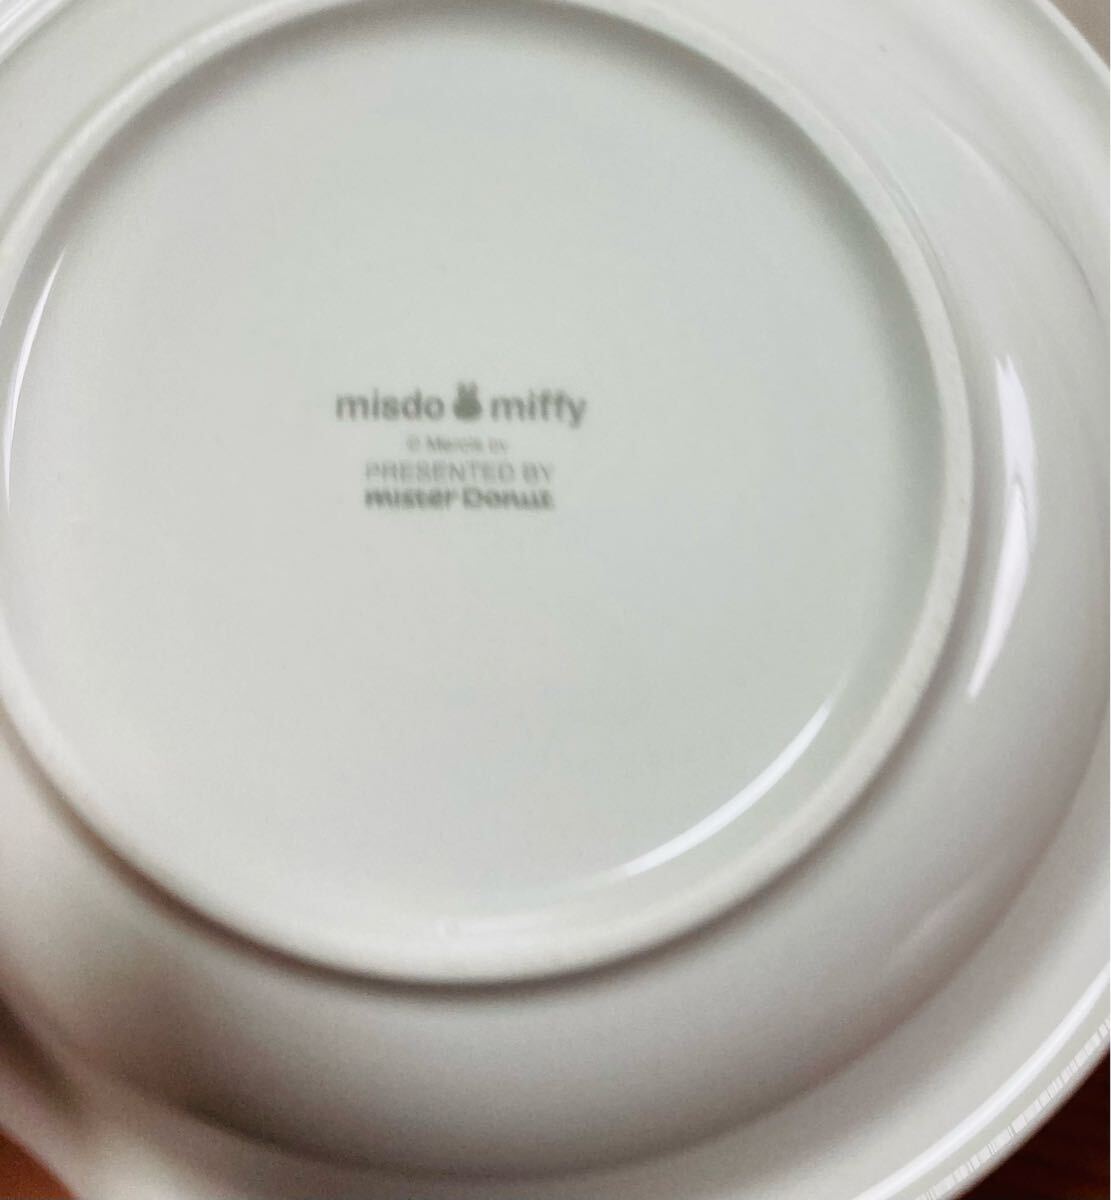 misdo miffy
© Mercis bv
PRESENTED BY
mister Donut